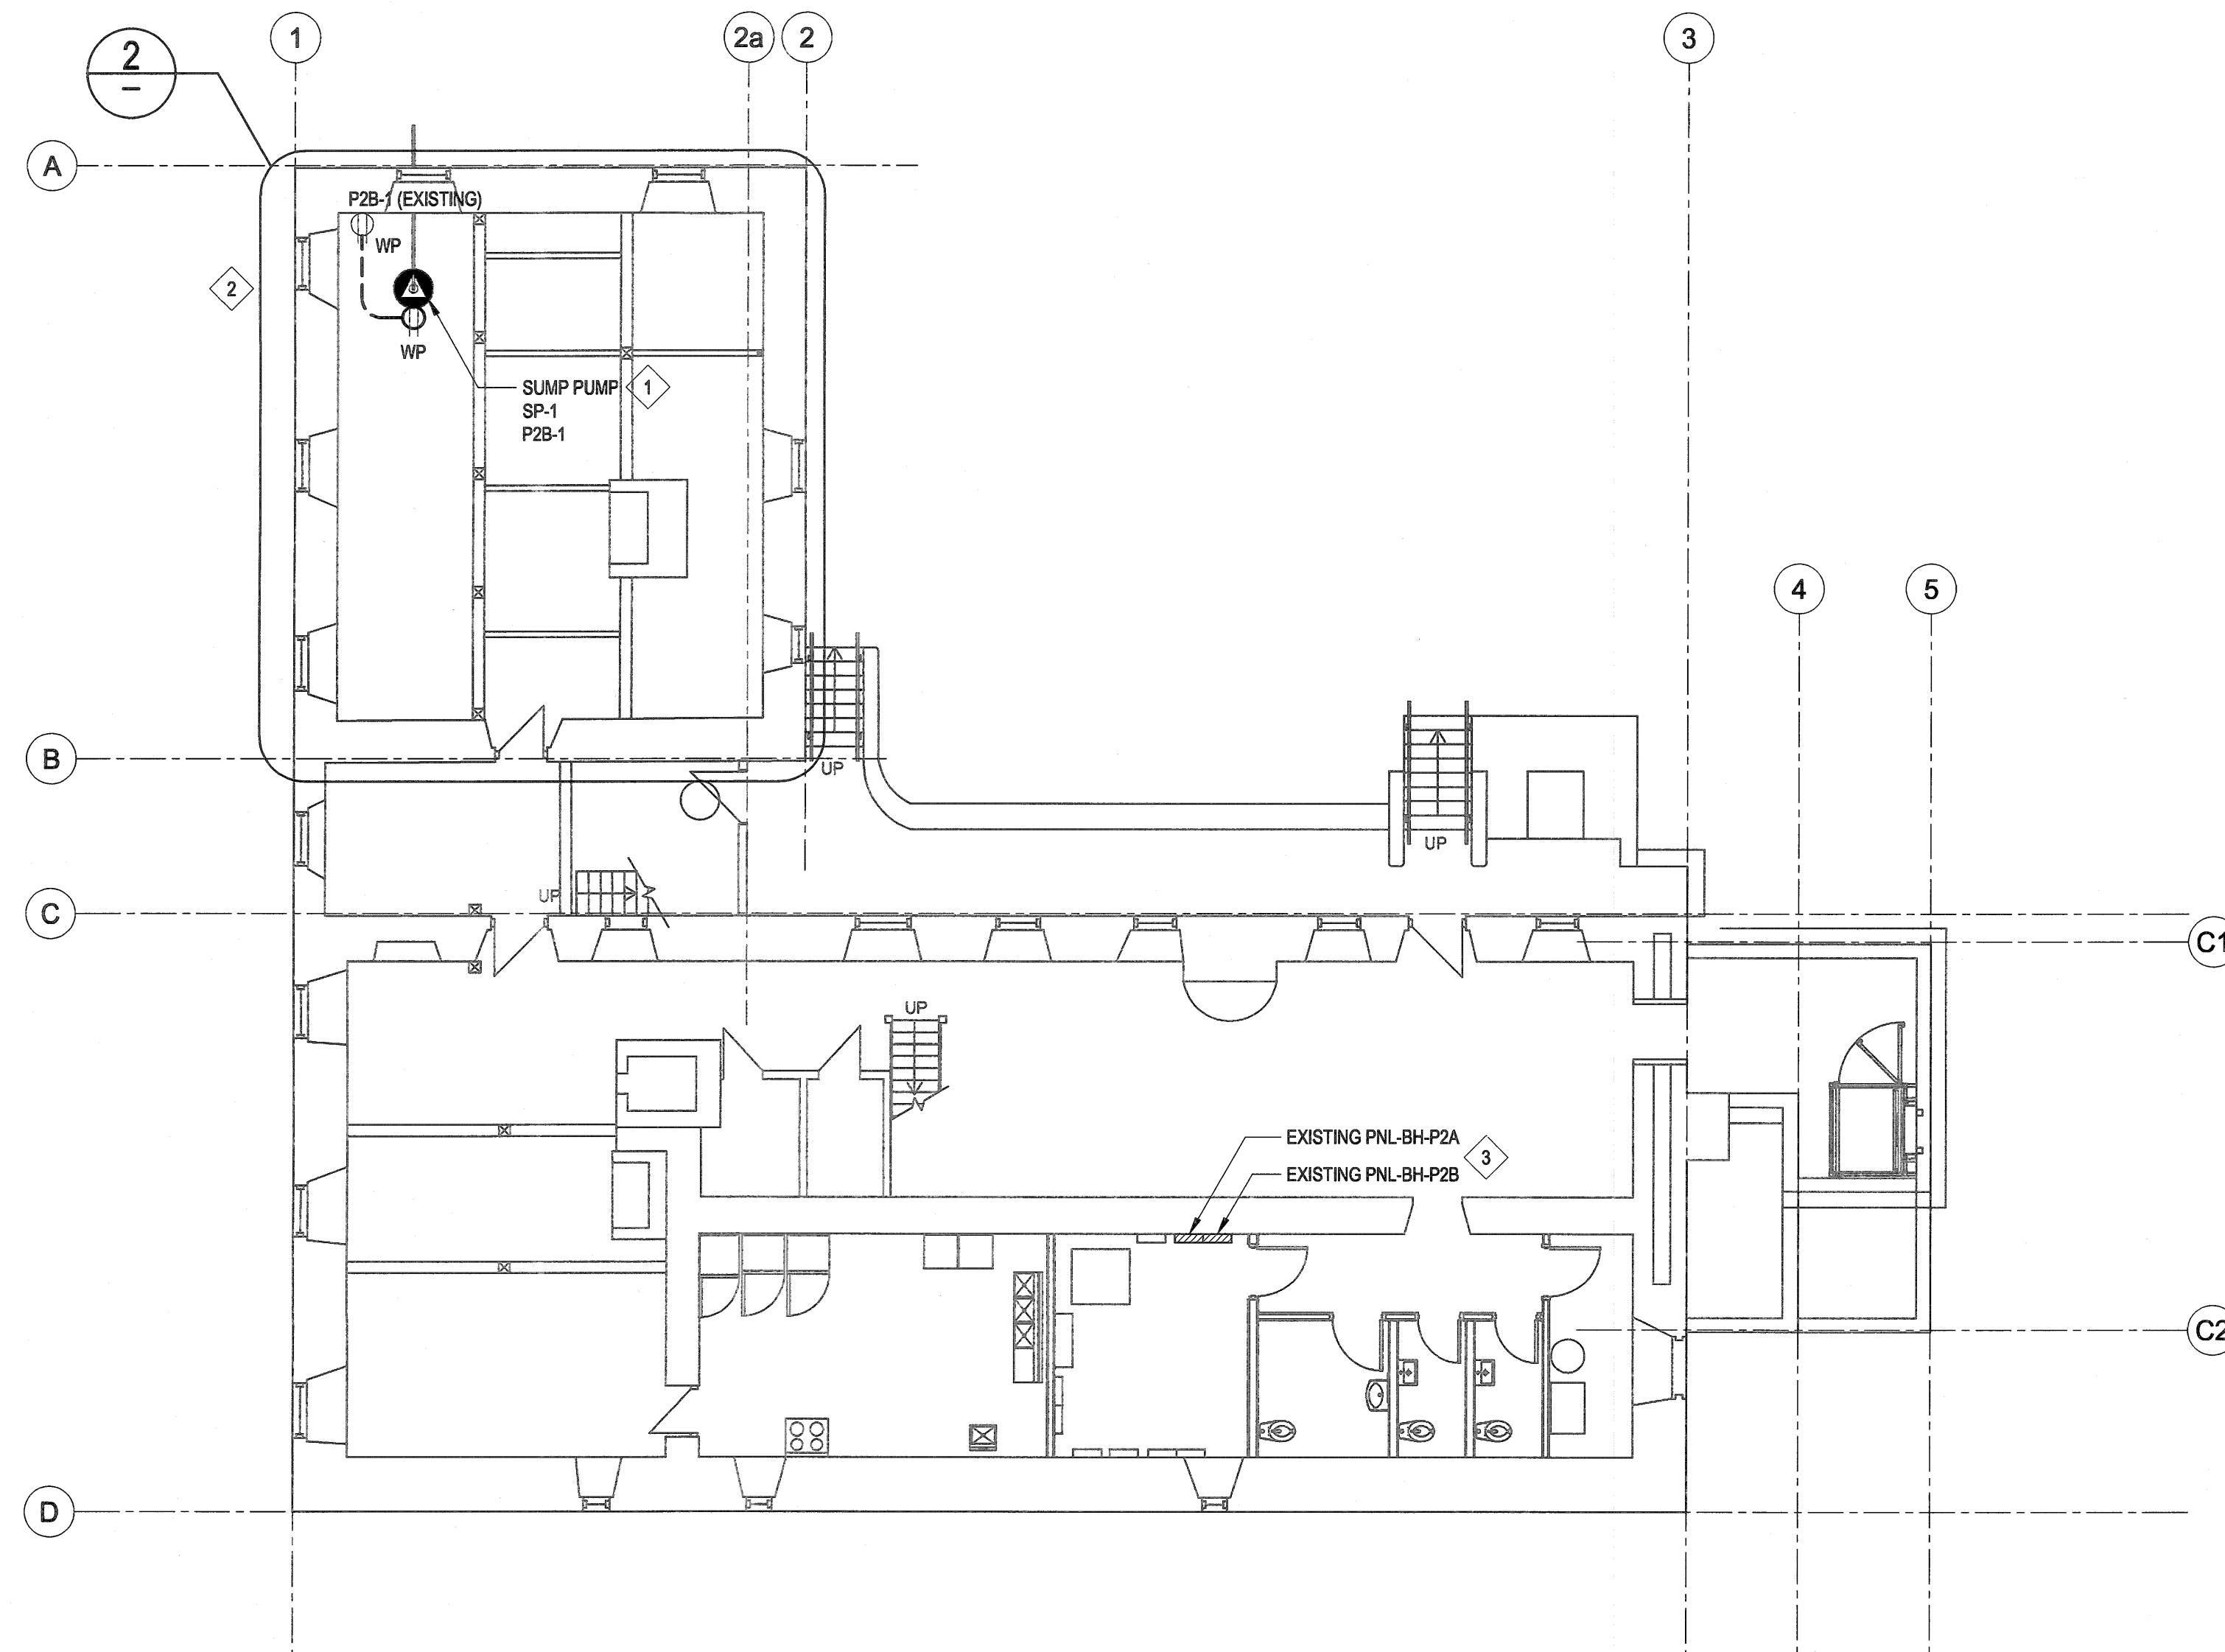 1
2a
2
3
2
–
A
P2B-1 (EXISTING)
WP
2
WP
SUMP PUMP
1
SP-1
P2B-1
4
5
B
UP
UP
UP
C
C1
UP
EXISTING PNL-BH-P2A
3
EXISTING PNL-BH-P2B
C2
D